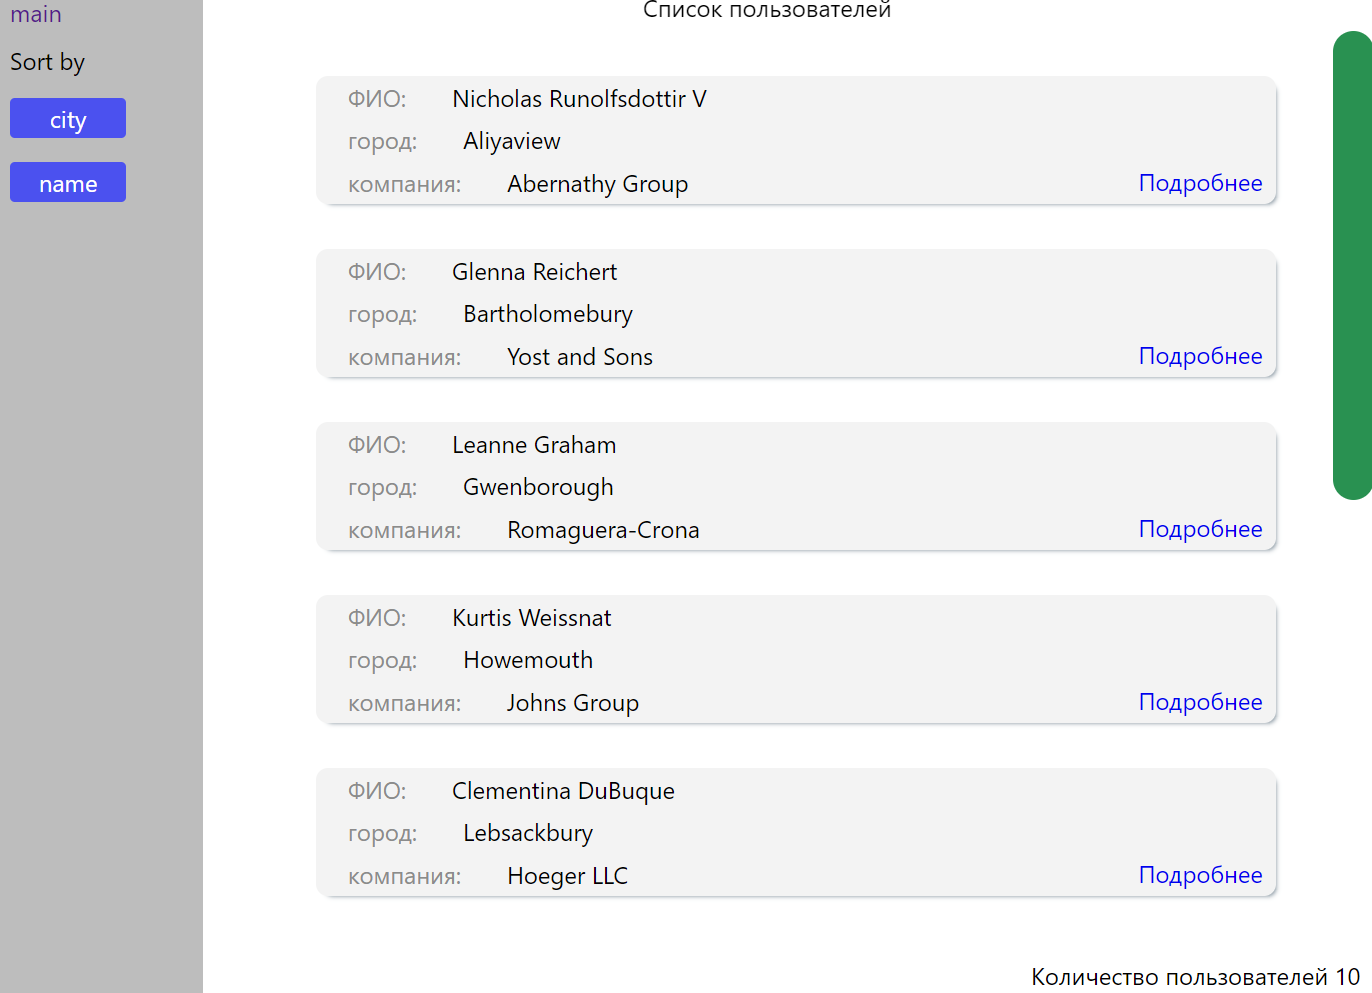 main
Sort by
city
name
Список пользователей
ФИО: Nicholas Runolfsdottir V
город: Aliyaview
компания: Abernathy Group
Подробнее
ФИО: Glenna Reichert
город: Bartholomebury
компания: Yost and Sons
Подробнее
ФИО: Leanne Graham
город: Gwenborough
компания: Romaguera-Crona
Подробнее
ФИО: Kurtis Weissnat
город: Howemouth
компания: Johns Group
Подробнее
ФИО: Clementina DuBuque
город: Lebsackbury
компания: Hoeger LLC
Подробнее
Количество пользователей 10